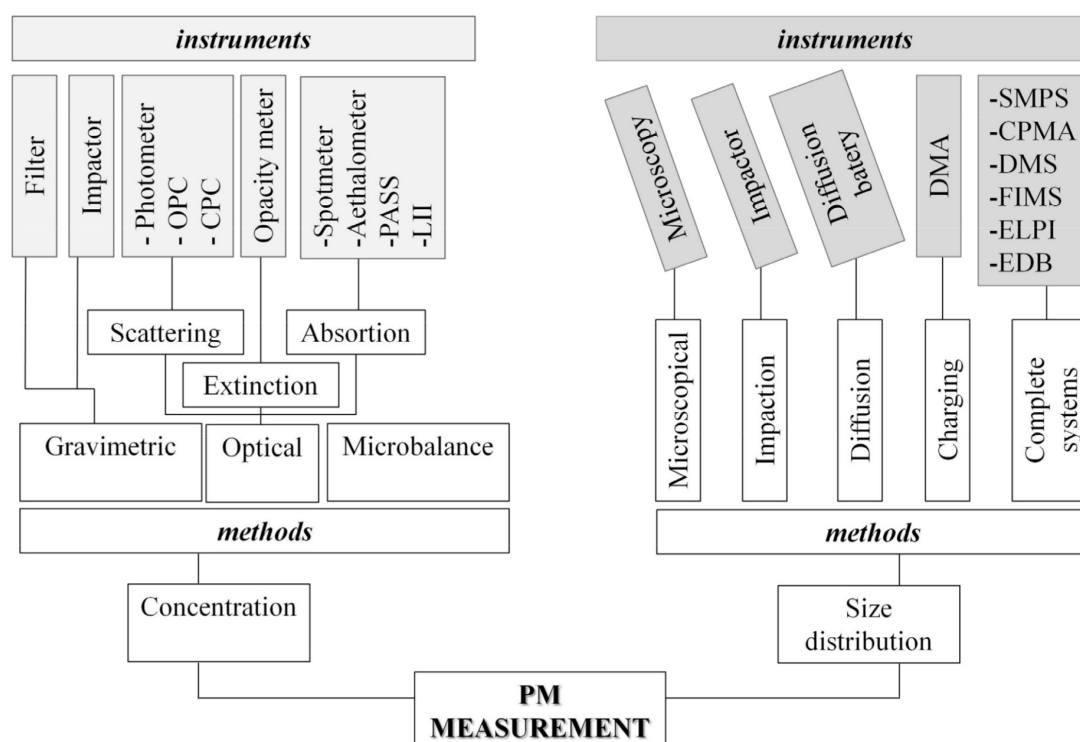 instruments
Filter
Impactor
- Photometer
- OPC
- CPC
Opacity meter
-Spotmeter
-Aethalometer
-PASS
-LII
Scattering
Absortion
Extinction
Gravimetric
Optical
Microbalance
methods
Concentration
instruments
Microscopy
Inpactor
Diffusion
batery
DMA
-SMPS
-CPMA
-DMS
-FIMS
-ELPI
-EDB
Microscopical
Impaction
Diffusion
Charging
Complete
systems
methods
Size
distribution
PM
MEASUREMENT